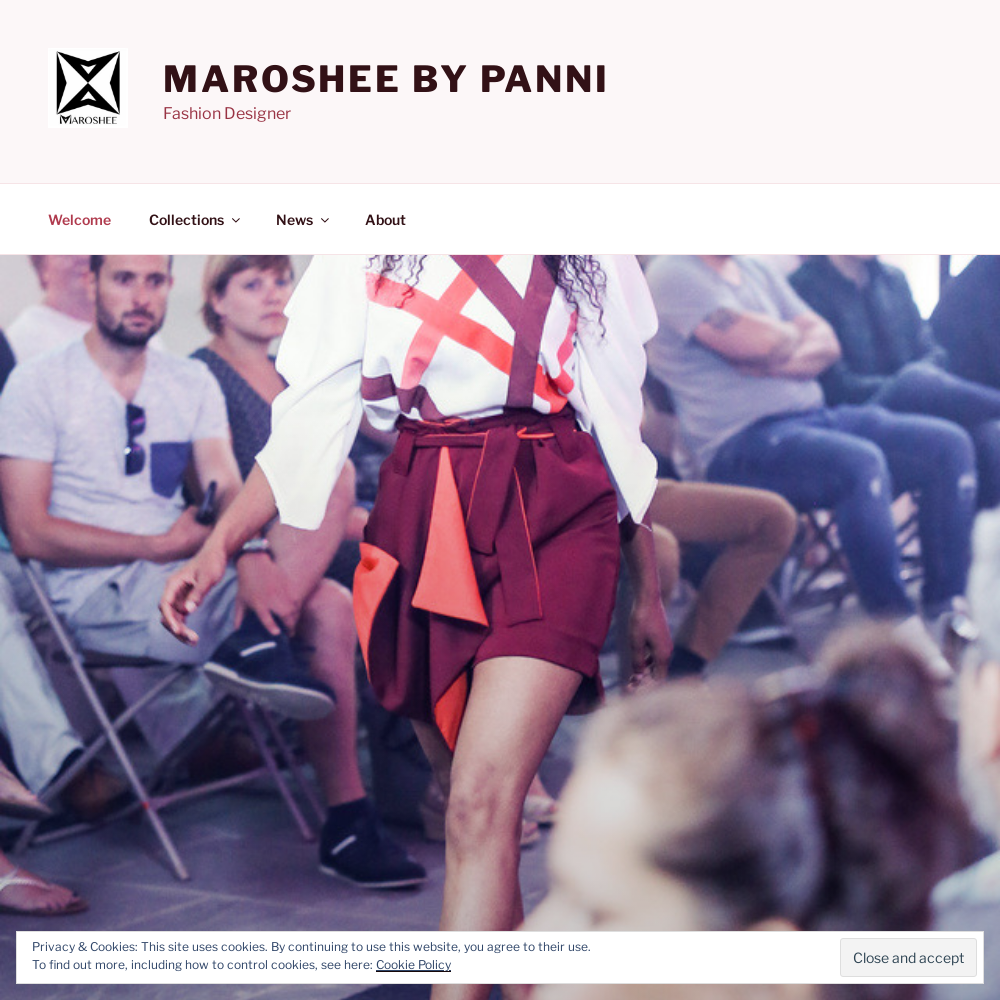 MAROSHEE
MAROSHEE BY PANNI
Fashion Designer
Welcome
Collections
News
About
Privacy & Cookies: This site uses cookies. By continuing to use this website, you agree to their use.
To find out more, including how to control cookies, see here: Cookie Policy
Close and accept